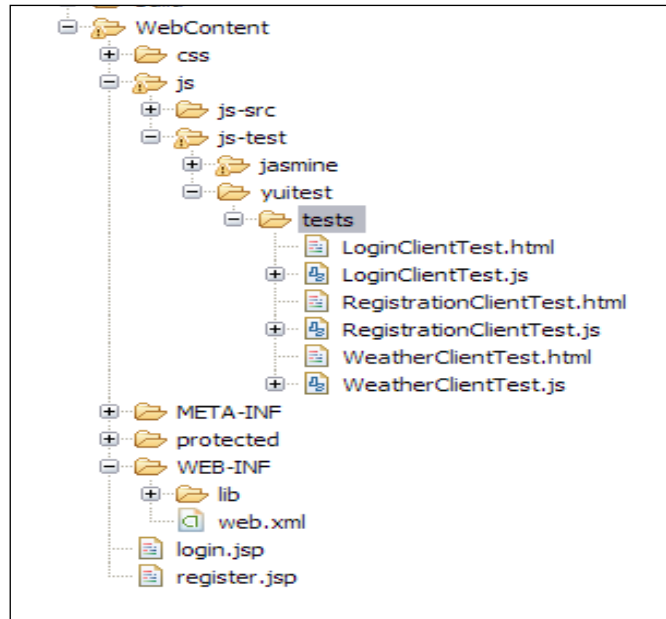 WebContent
css
js
js-src
js-test
jasmine
yuitest
tests
LoginClientTest.html
LoginClientTest.js
RegistrationClientTest.html
RegistrationClientTest.js
WeatherClientTest.html
WeatherClientTest.js
META-INF
protected
WEB-INF
lib
web.xml
login.jsp
register.jsp